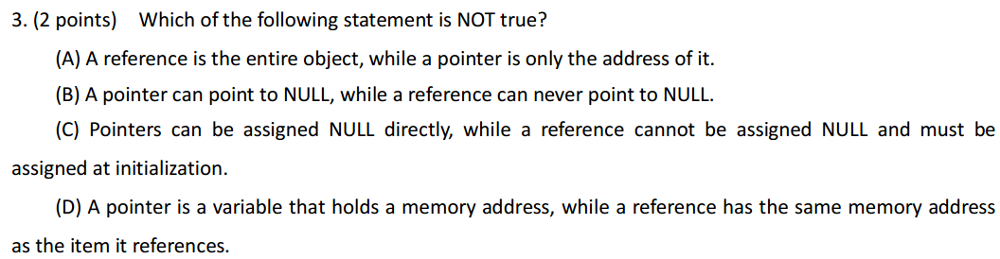 3. (2 points) Which of the following statement is NOT true?
(A) A reference is the entire object, while a pointer is only the address of it.
(B) A pointer can point to NULL, while a reference can never point to NULL.
(C) Pointers can be assigned NULL directly, while a reference cannot be assigned NULL and must be
assigned at initialization.
(D) A pointer is a variable that holds a memory address, while a reference has the same memory address
as the item it references.